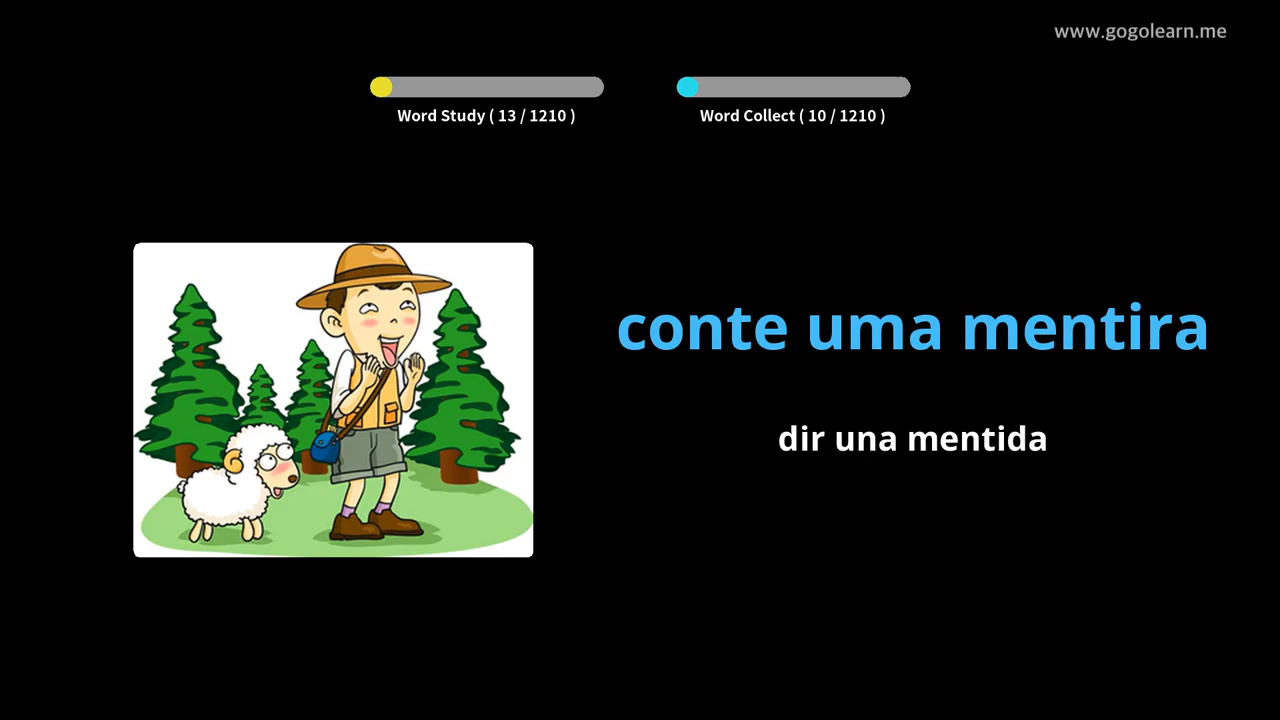 www.gogolearn.me
Word Study ( 13 / 1210 )
Word Collect ( 10 / 1210 )
conte uma mentira
dir una mentida